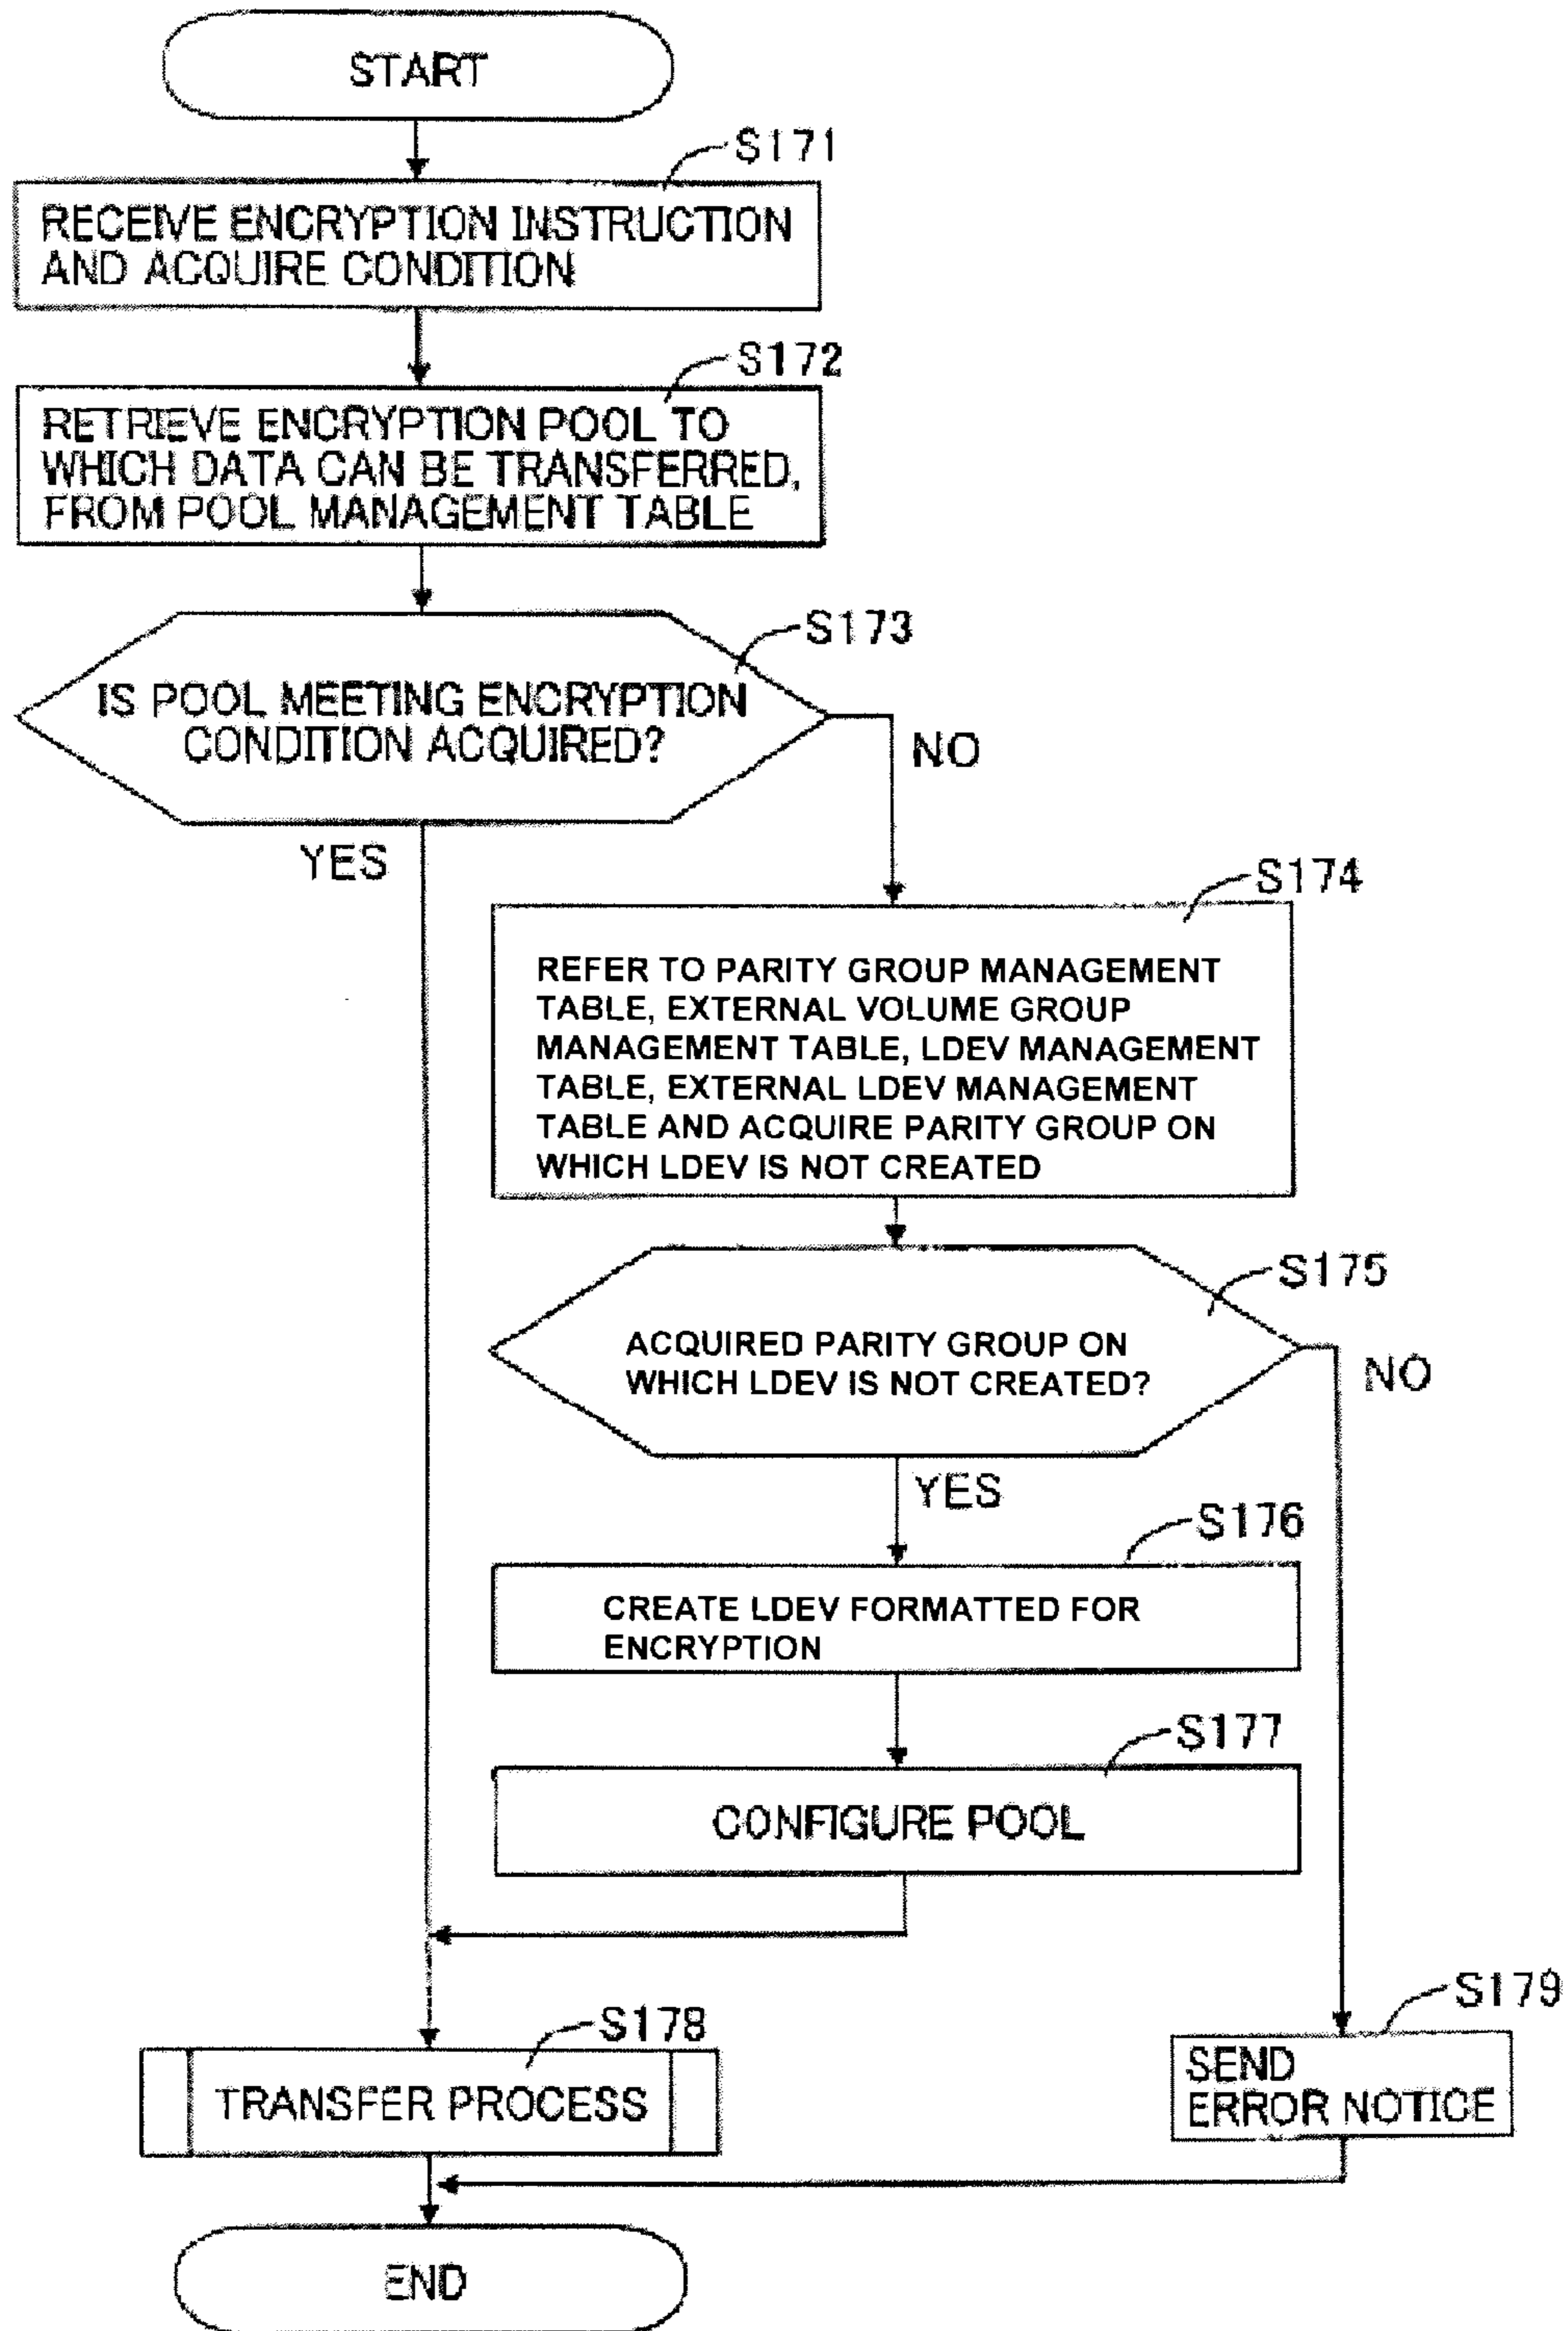 START
S171
RECEIVE ENCRYPTION INSTRUCTION
AND ACQUIRE CONDITION
S172
RETRIEVE ENCRYPTION POOL TO
WHICH DATA CAN BE TRANSFERRED,
FROM POOL MANAGEMENT TABLE
S173
IS POOL MEETING ENCRYPTION
CONDITION ACQUIRED?
NO
YES
S174
REFER TO PARITY GROUP MANAGEMENT
TABLE, EXTERNAL VOLUME GROUP
MANAGEMENT TABLE, LDEV MANAGEMENT
TABLE, EXTERNAL LDEV MANAGEMENT
TABLE AND ACQUIRE PARITY GROUP ON
WHICH LDEV IS NOT CREATED
S175
ACQUIRED PARITY GROUP ON
WHICH LDEV IS NOT CREATED?
NO
YES
S176
CREATE LDEV FORMATTED FOR
ENCRYPTION
S177
CONFIGURE POOL
S178
TRANSFER PROCESS
S179
SEND
ERROR NOTICE
END